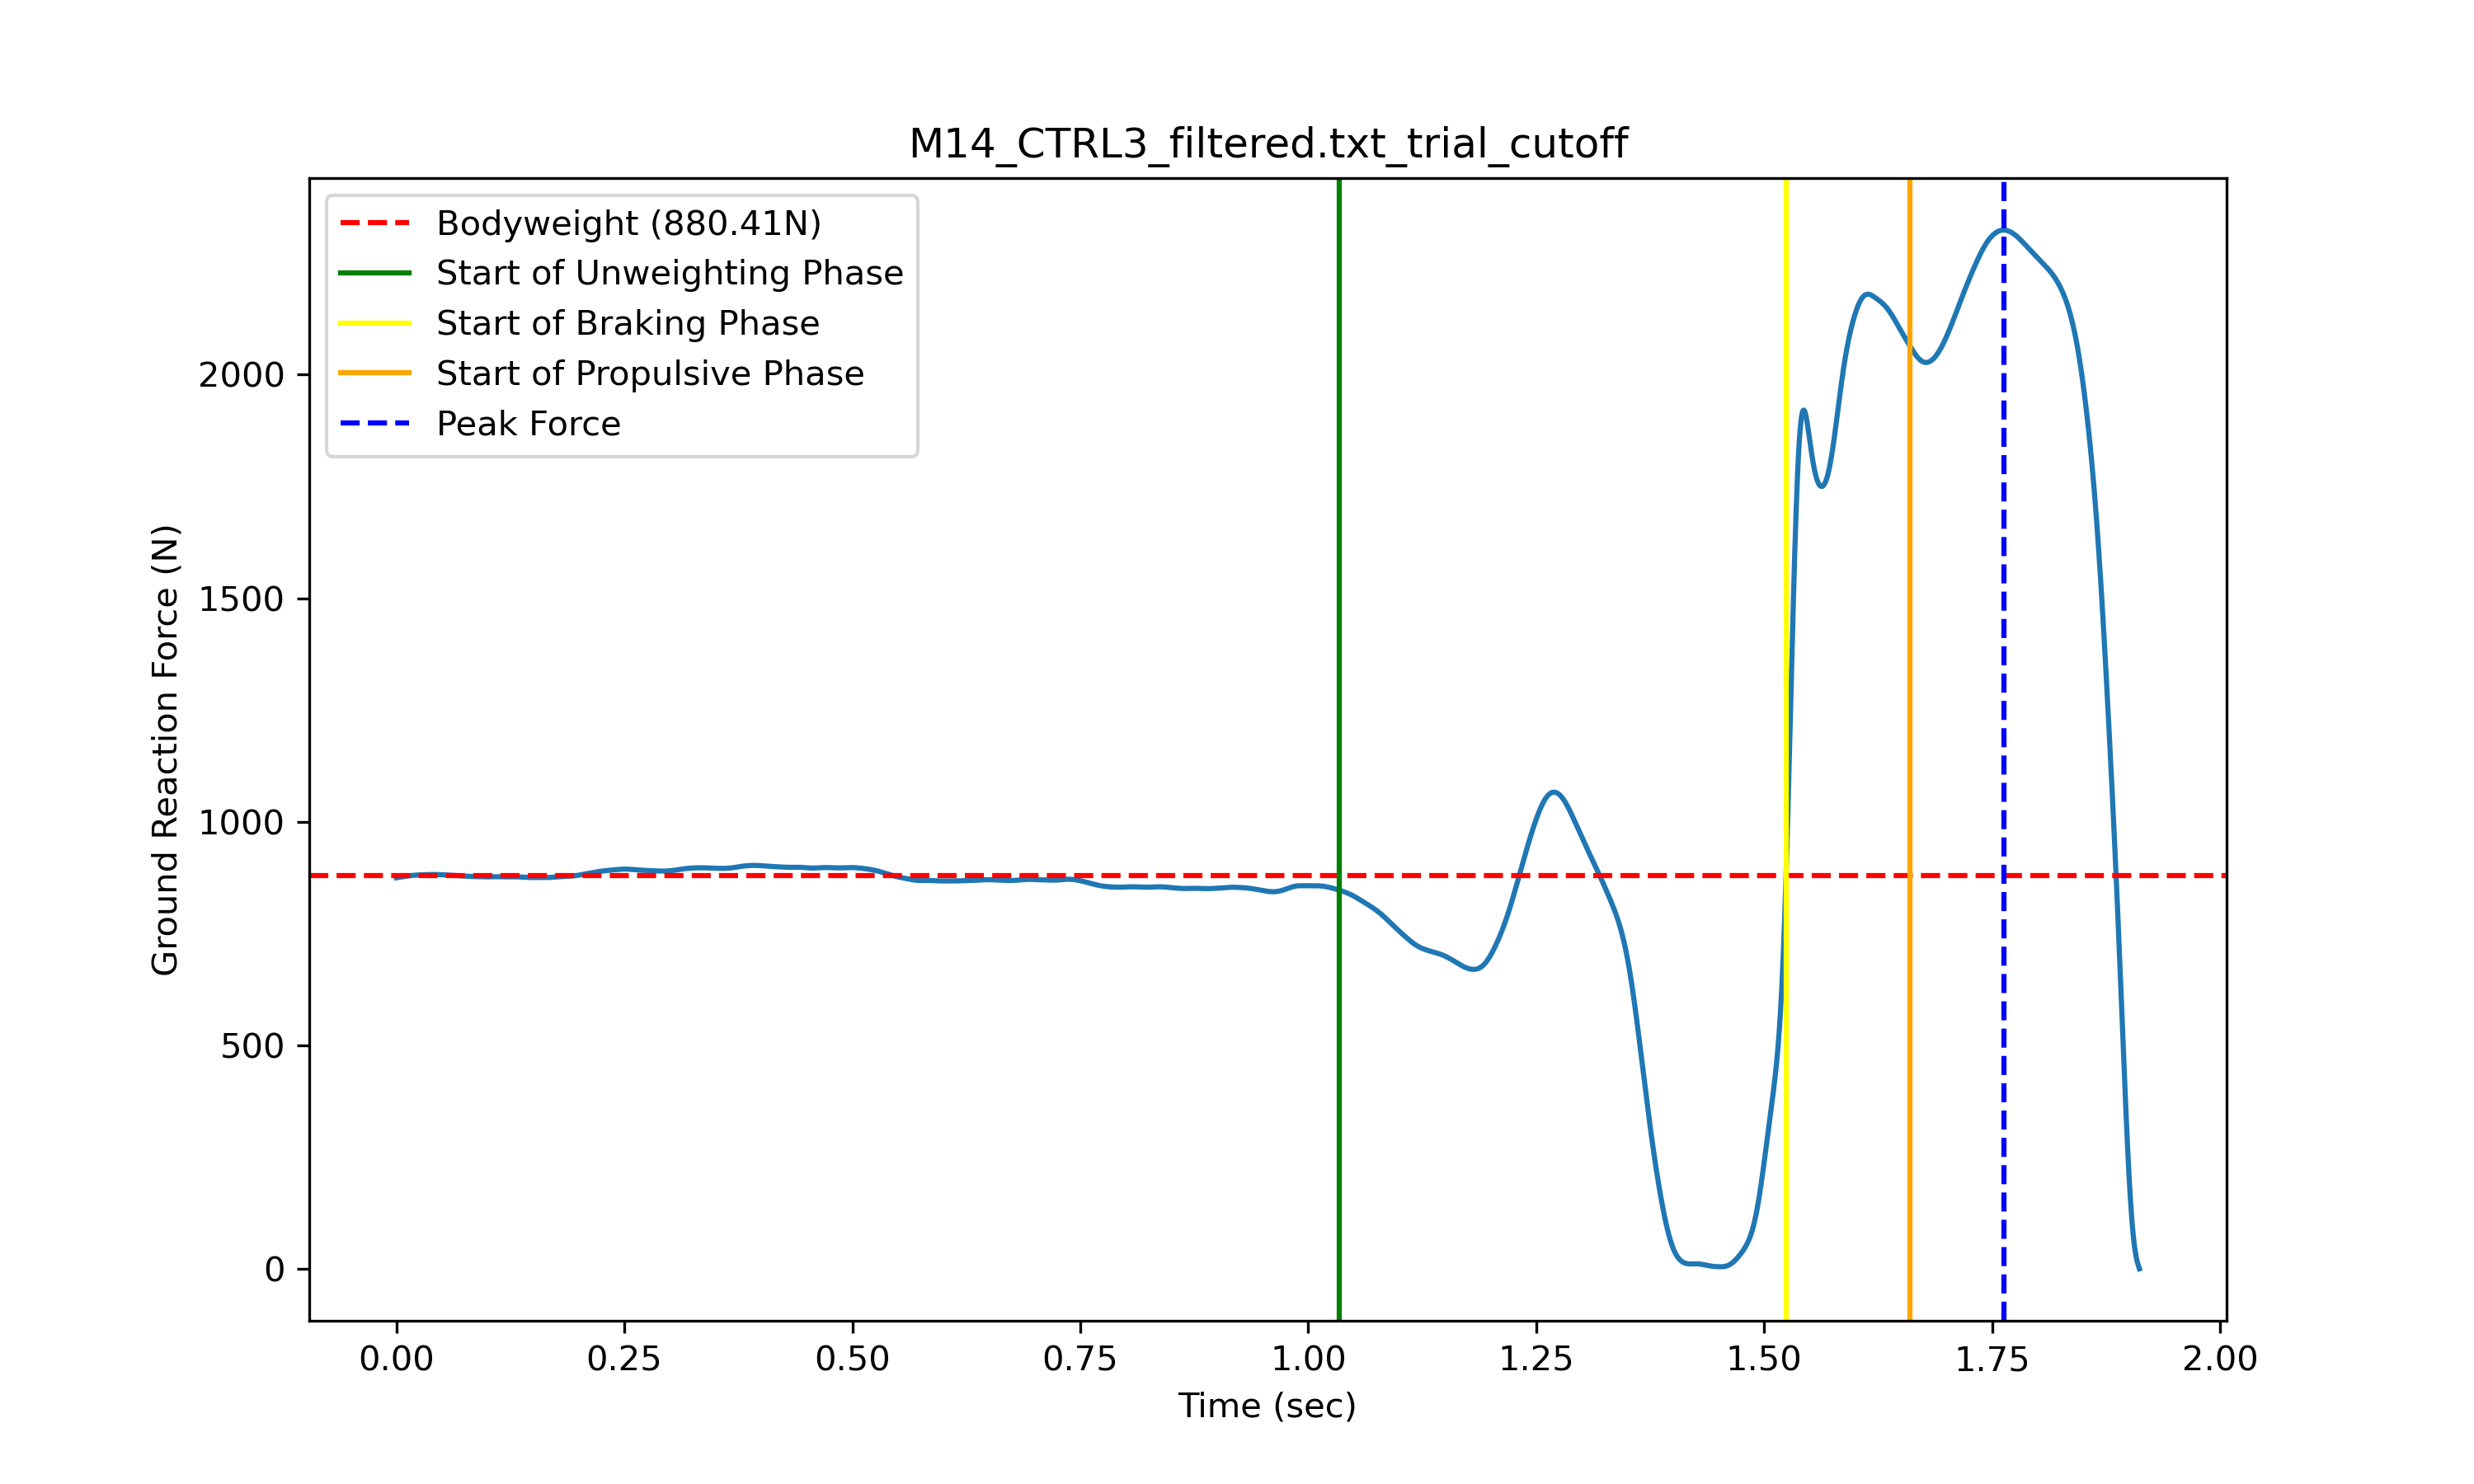 M14_CTRL3_filtered.txt_trial_cutoff
Bodyweight (880.41N)
Start of Unweighting Phase
Start of Braking Phase
Start of Propulsive Phase
Peak Force
Ground Reaction Force (N)
2000
1500
1000
500
0
0.00 0.25 0.50 0.75 1.00 1.25 1.50 1.75 2.00
Time (sec)